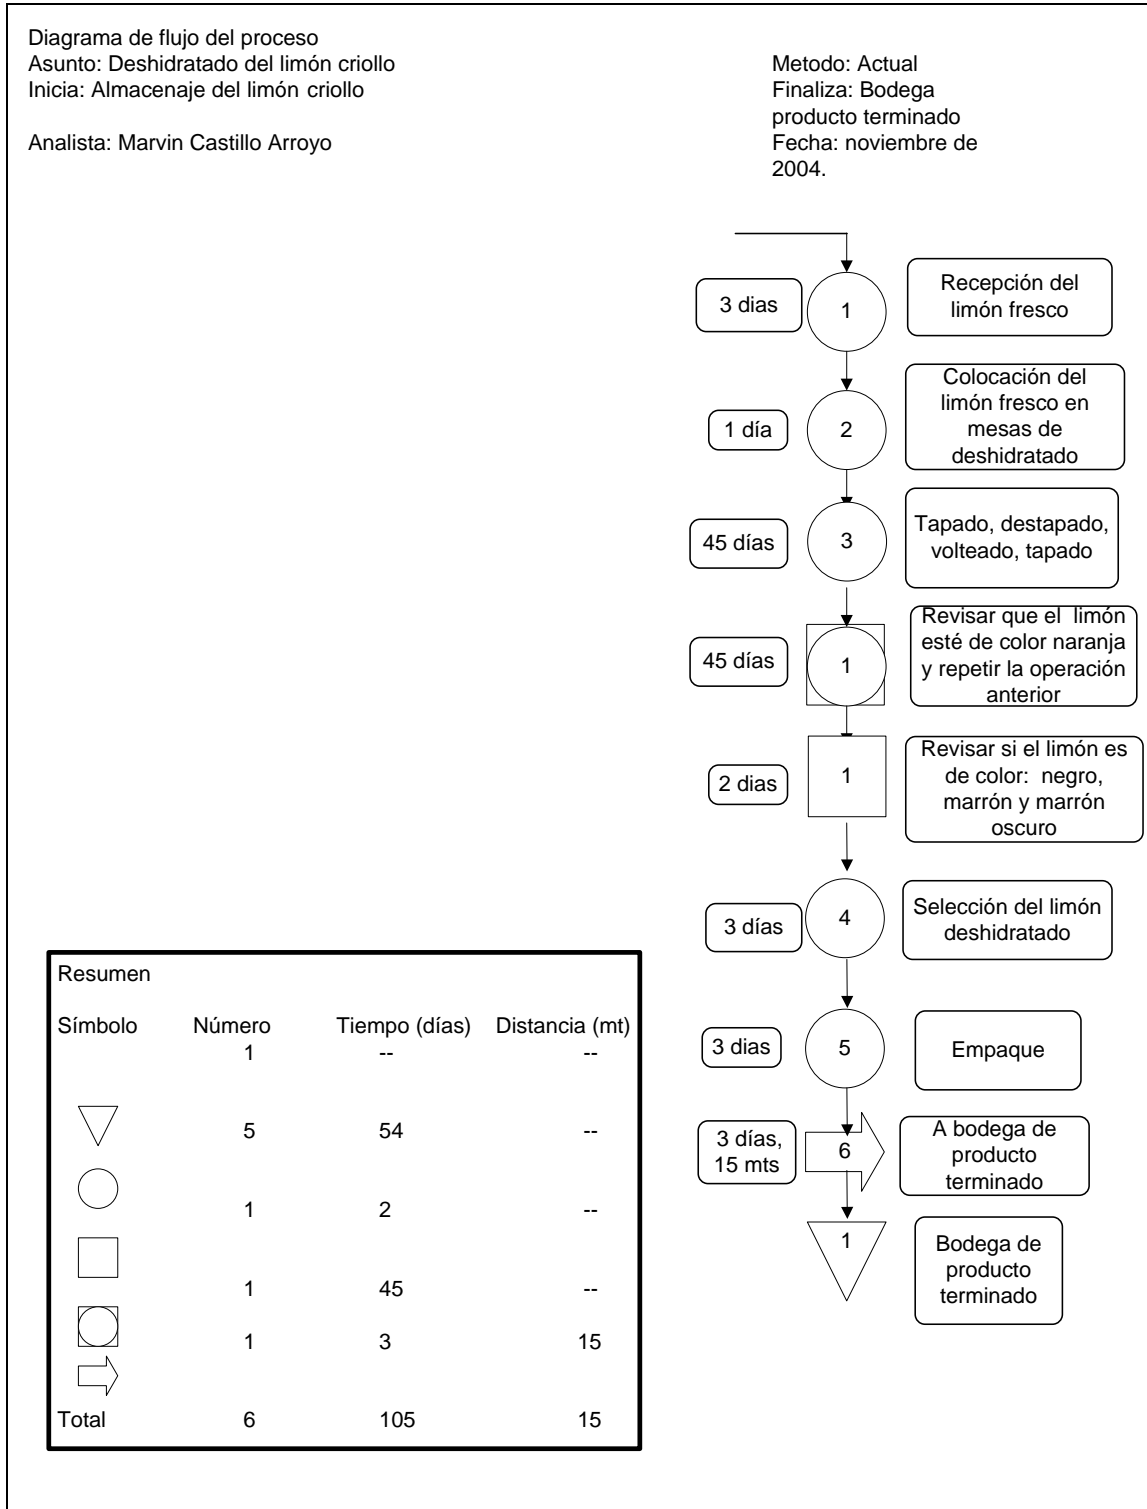 Diagrama de flujo del proceso
Asunto: Deshidratado del limón criollo
Inicia: Almacenaje del limón criollo
Analista: Marvin Castillo Arroyo
Metodo: Actual
Finaliza: Bodega
producto terminado
Fecha: noviembre de
2004.
3 dias
1
Recepción del
limón fresco
1 día
2
Colocación del
limón fresco en
mesas de
deshidratado
45 días
3
Tapado, destapado,
volteado, tapado
45 días
1
Revisar que el limón
esté de color naranja
y repetir la operación
anterior
2 dias
1
Revisar si el limón es
de color: negro,
marrón y marrón
oscuro
3 días
4
Selección del limón
deshidratado
3 dias
5
Empaque
3 días,
15 mts
6
A bodega de
producto
terminado
1
Bodega de
producto
terminado
Resumen
Símbolo Número Tiempo (días) Distancia (mt)
1 -- --
5 54 --
1 2 --
1 45 --
1 3 15
Total 6 105 15